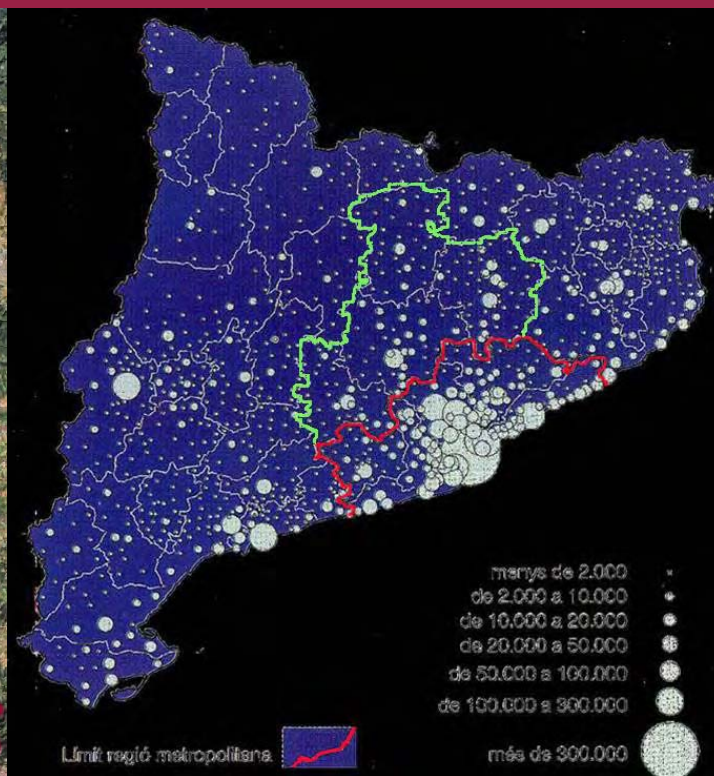 menys de 2.000
de 2.000 a 10.000
de 10.000 a 20.000
de 20.000 a 50.000
de 50.000 a 100.000
de 100.000 a 300.000
més de 300.000
Límit regió metropolitana